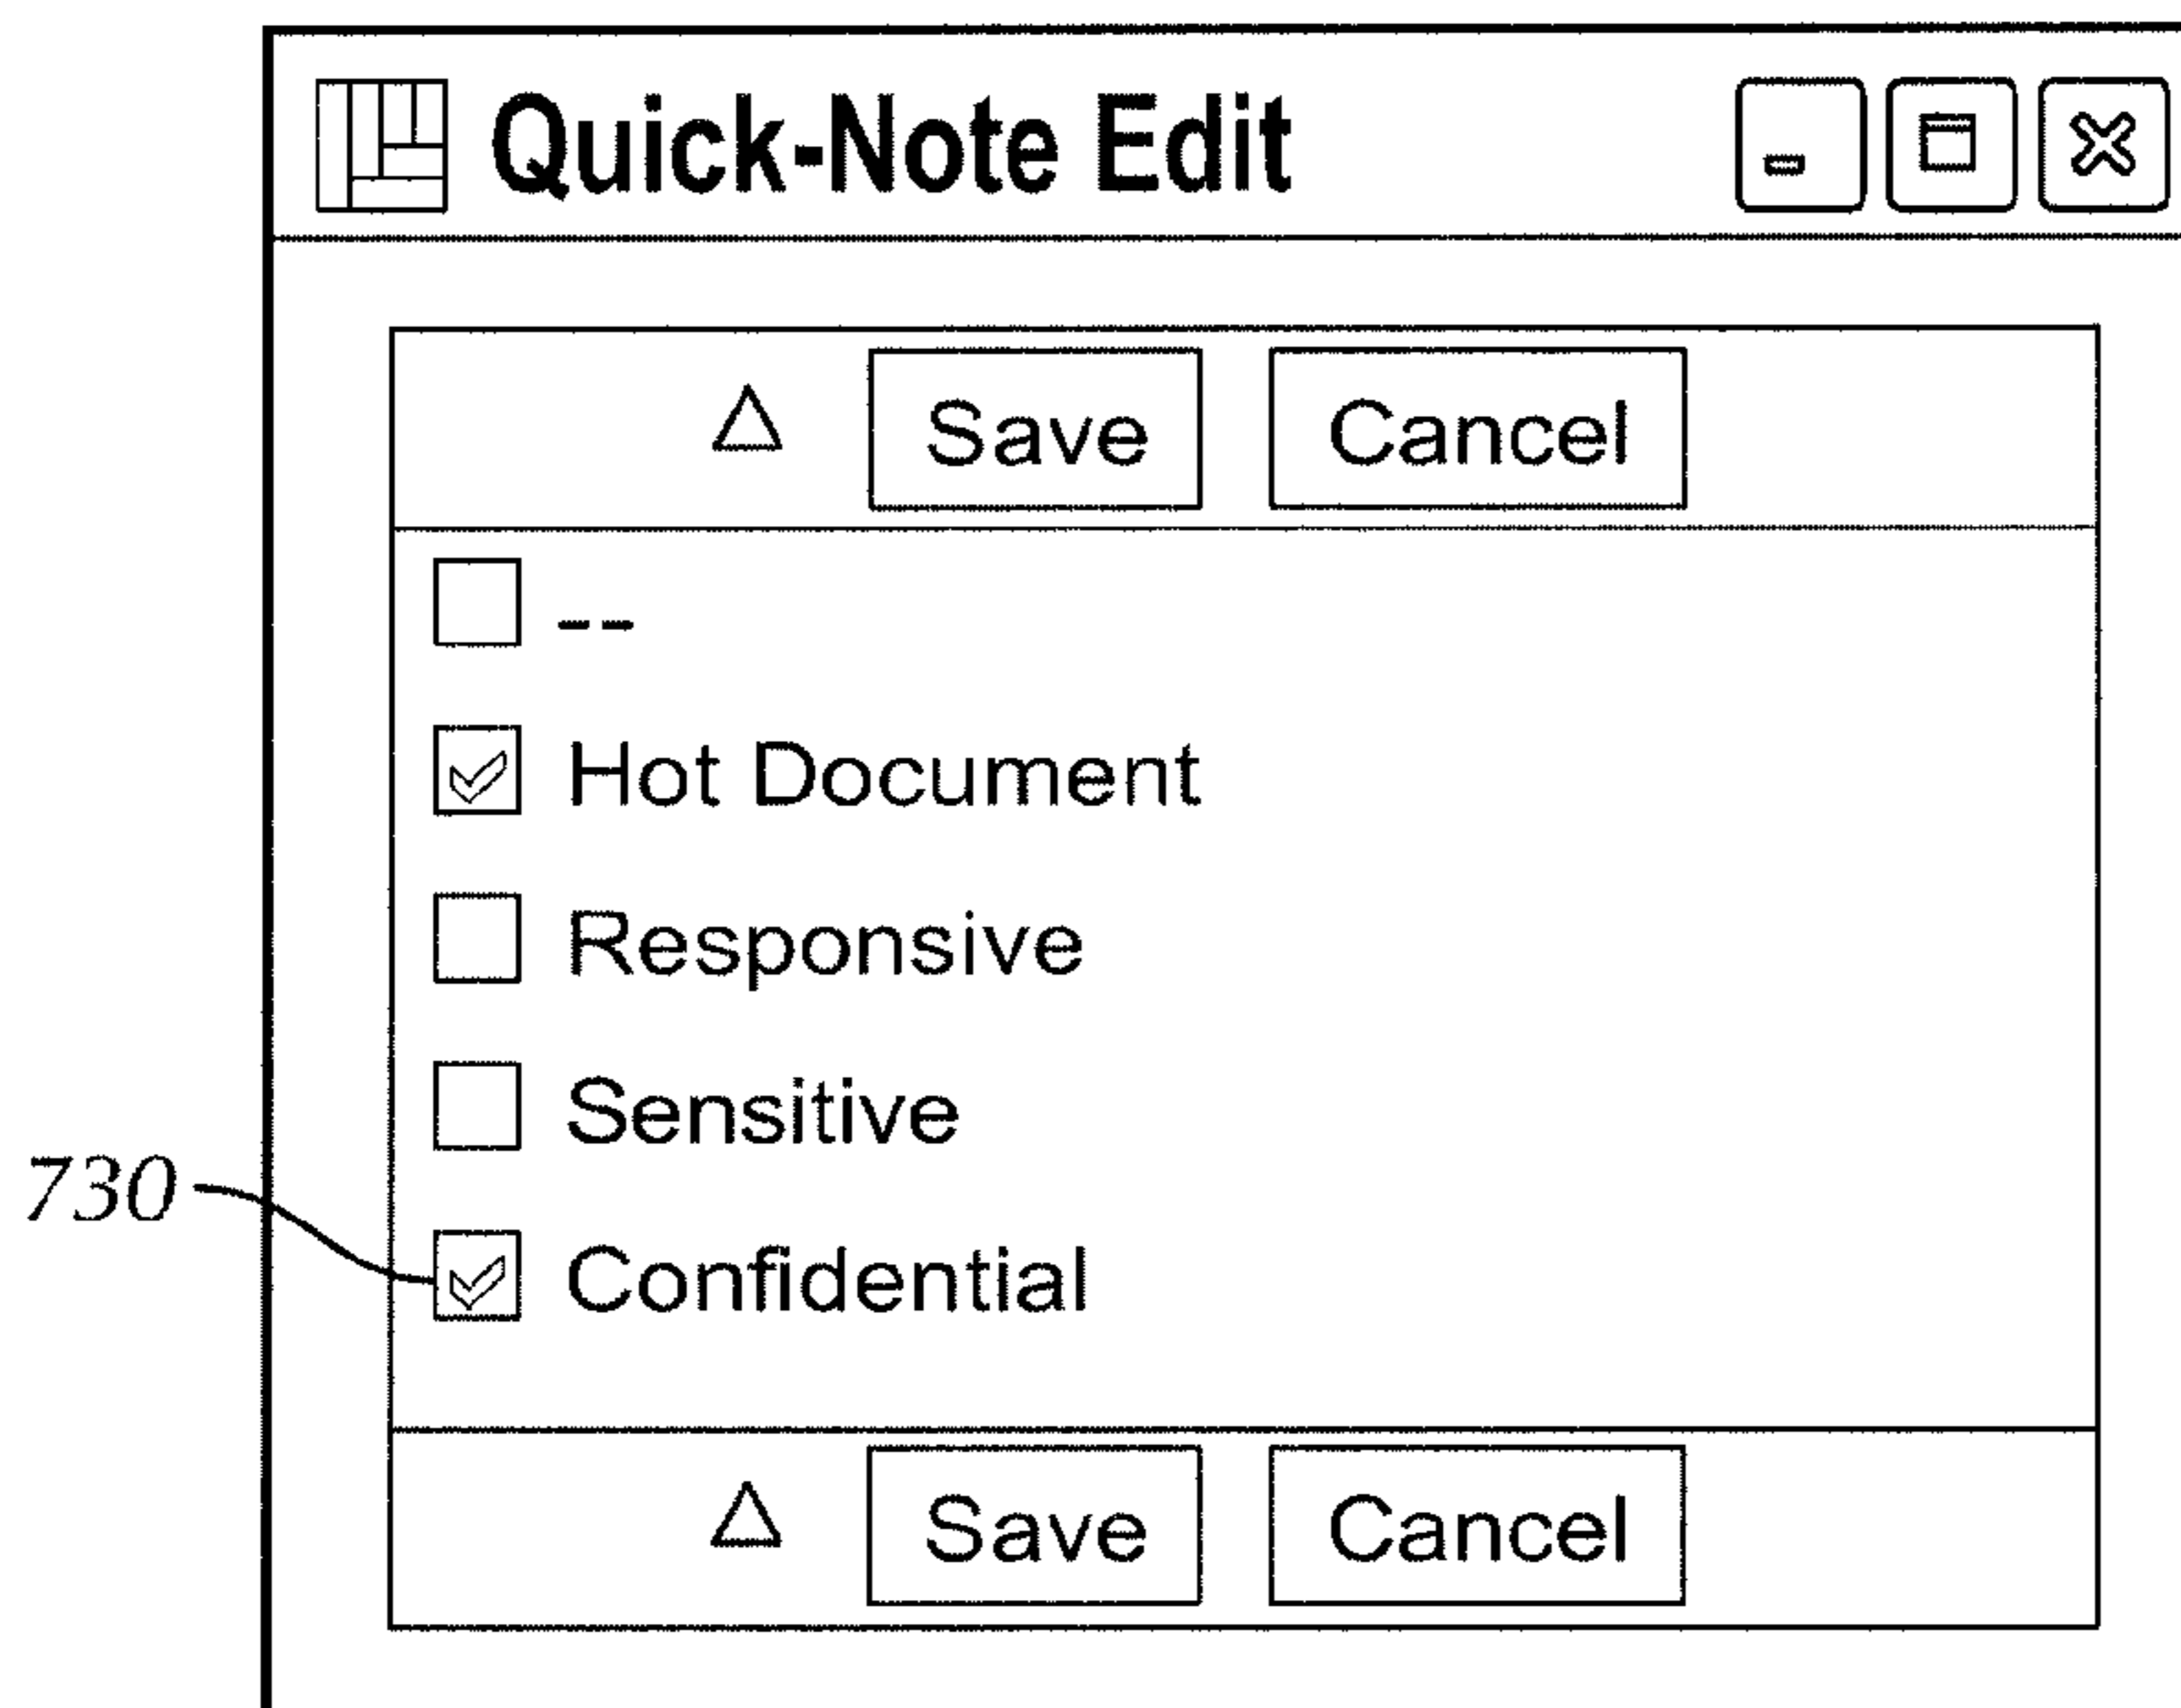 Quick-Note Edit
Save Cancel
--
Hot Document
Responsive
Sensitive
730
Confidential
Save Cancel